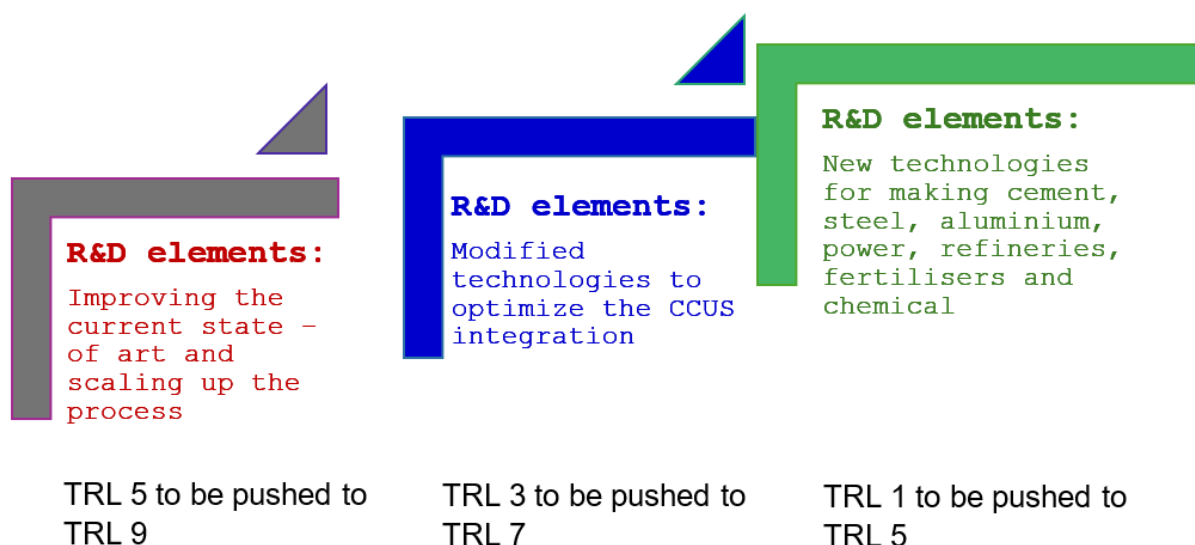 R&D elements:
Improving the
current state –
of art and
scaling up the
process
TRL 5 to be pushed to
TRL 9
R&D elements:
Modified
technologies to
optimize the CCUS
integration
TRL 3 to be pushed to
TRL 7
R&D elements:
New technologies
for making cement,
steel, aluminium,
power, refineries,
fertilisers and
chemical
TRL 1 to be pushed to
TRL 5